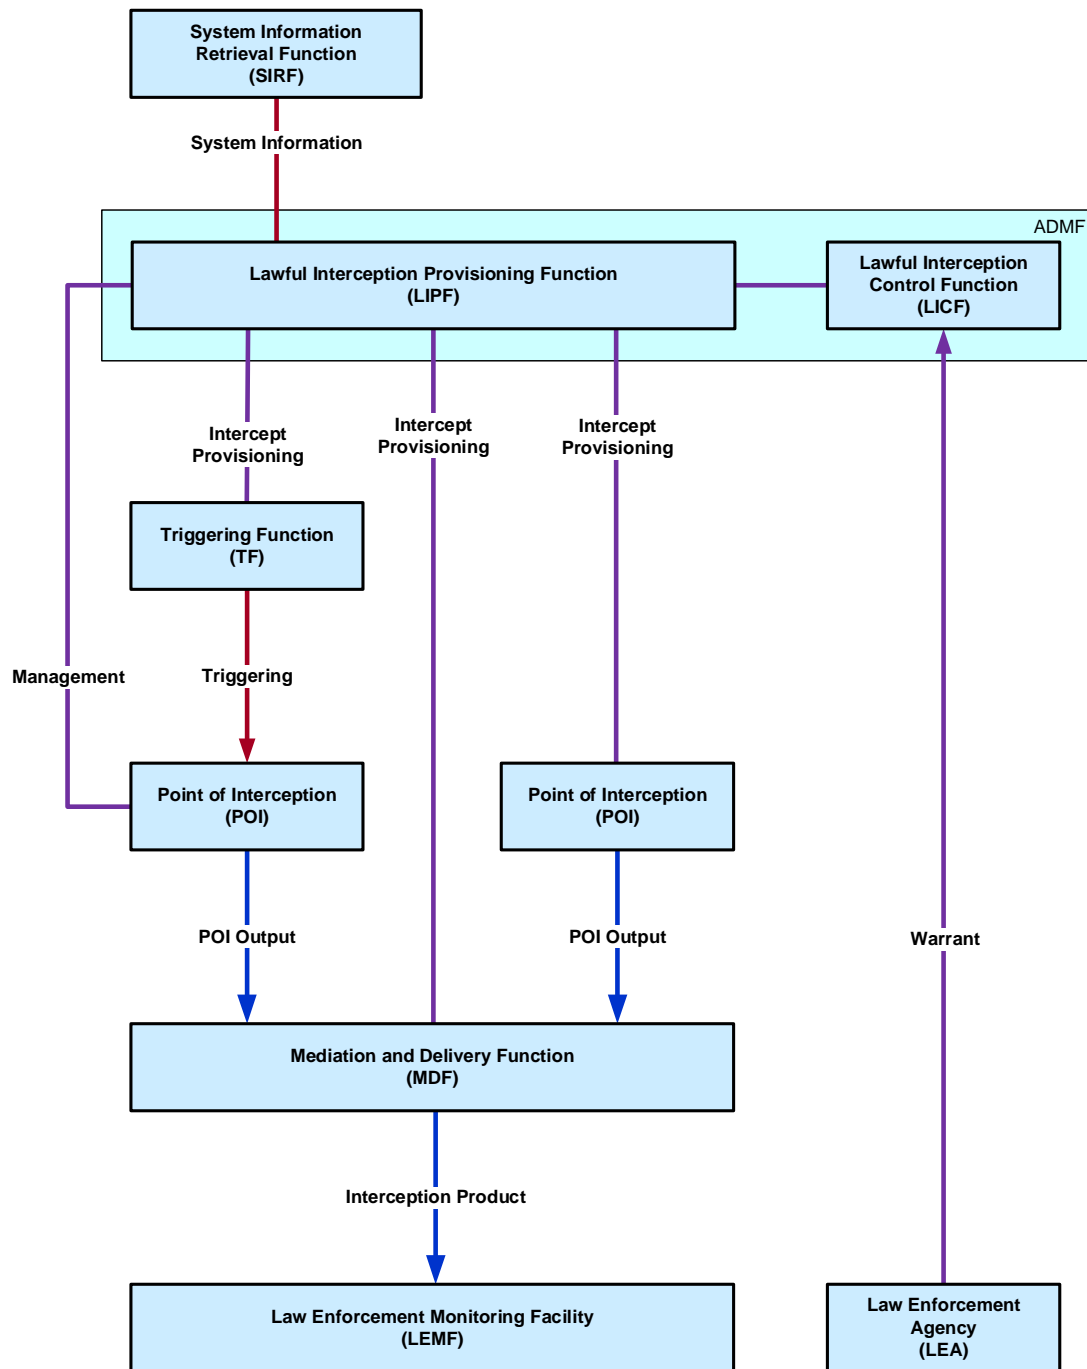 System Information
Retrieval Function
(SIRF)
System Information
ADMF
Lawful Interception Provisioning Function
(LIPF)
Lawful Interception
Control Function
(LICF)
Intercept
Provisioning
Intercept
Provisioning
Intercept
Provisioning
Triggering Function
(TF)
Management
Triggering
Point of Interception
(POI)
Point of Interception
(POI)
POI Output
POI Output
Warrant
Mediation and Delivery Function
(MDF)
Interception Product
Law Enforcement Monitoring Facility
(LEMF)
Law Enforcement
Agency
(LEA)